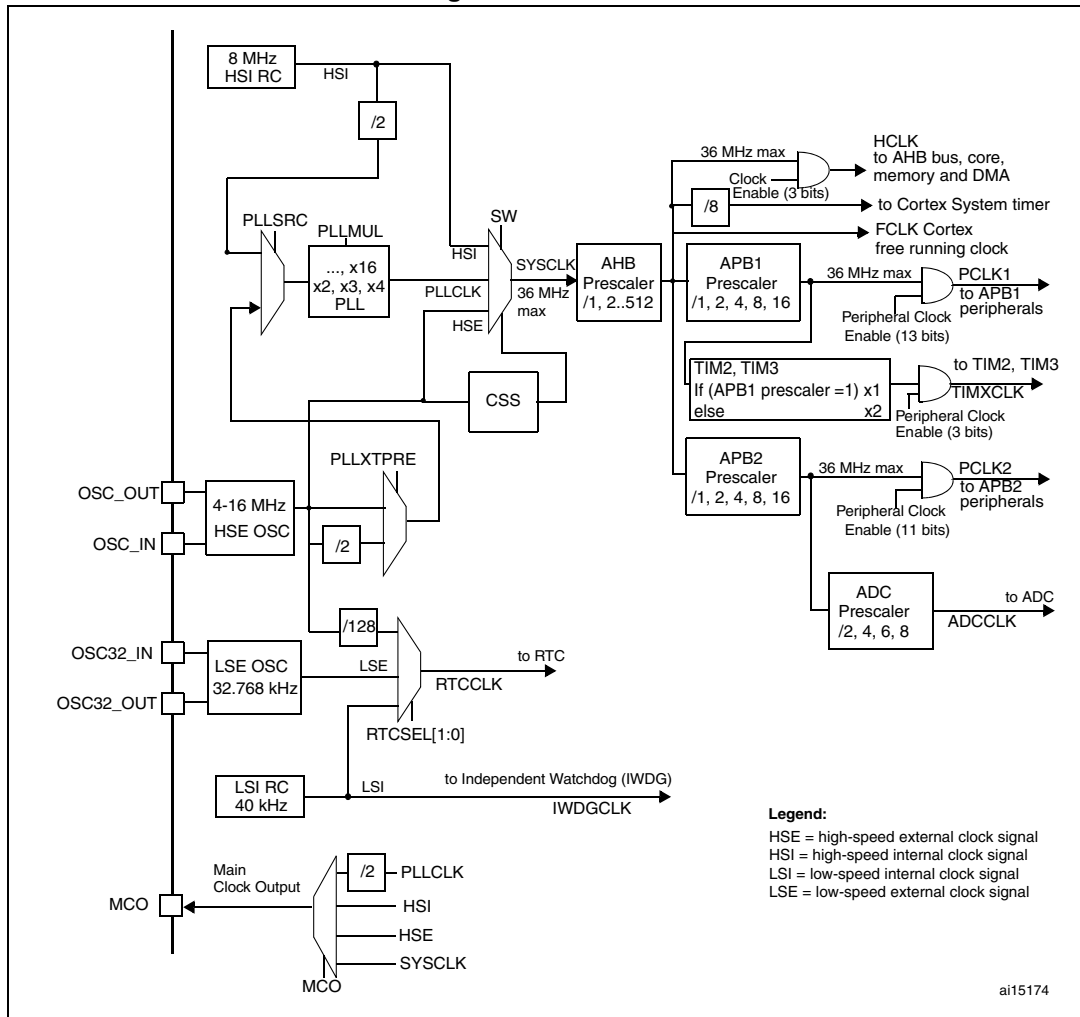 8 MHz
HSI RC
HSI
/2
36 MHz max
HCLK
to AHB bus, core,
memory and DMA
Clock
Enable (3 bits)
/8
to Cortex System timer
FCLK Cortex
free running clock
PLLSRC
PLLMUL
..., x16
x2, x3, x4
PLL
SW
HSI
PLLCLK
HSE
SYSCLK
36 MHz
max
AHB
Prescaler
/1, 2..512
APB1
Prescaler
/1, 2, 4, 8, 16
36 MHz max
PCLK1
to APB1
peripherals
Peripheral Clock
Enable (13 bits)
TIM2, TIM3
If (APB1 prescaler =1) x1
else x2
to TIM2, TIM3
TIMXCLK
Peripheral Clock
Enable (3 bits)
CSS
PLLXTPRE
OSC_OUT
OSC_IN
4-16 MHz
HSE OSC
/2
APB2
Prescaler
/1, 2, 4, 8, 16
36 MHz max
PCLK2
to APB2
peripherals
Peripheral Clock
Enable (11 bits)
ADC
Prescaler
/2, 4, 6, 8
to ADC
ADCCLK
/128
OSC32_IN
OSC32_OUT
LSE OSC
32.768 kHz
LSE
to RTC
RTCCLK
RTCSEL[1:0]
LSI RC
40 kHz
LSI
to Independent Watchdog (IWDG)
IWDGCLK
Legend:
HSE = high-speed external clock signal
HSI = high-speed internal clock signal
LSI = low-speed internal clock signal
LSE = low-speed external clock signal
Main
Clock Output
MCO
/2
PLLCLK
HSI
HSE
SYSCLK
MCO
ai15174